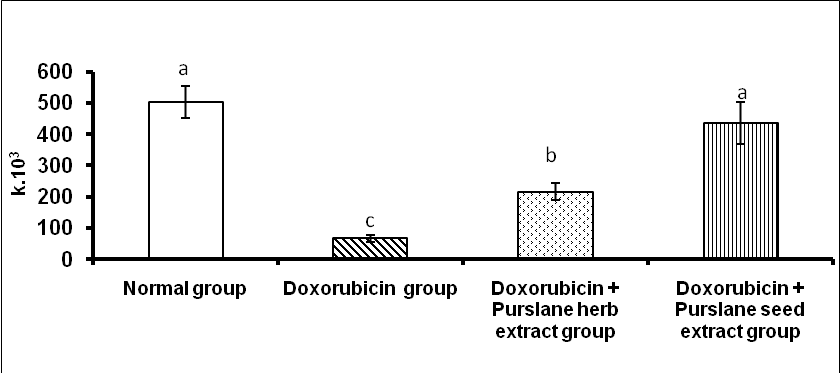 600
500
400
300
200
100
0
k.10³
a
c
b
a
Normal group
Doxorubicin group
Doxorubicin +
Purslane herb
extract group
Doxorubicin +
Purslane seed
extract group